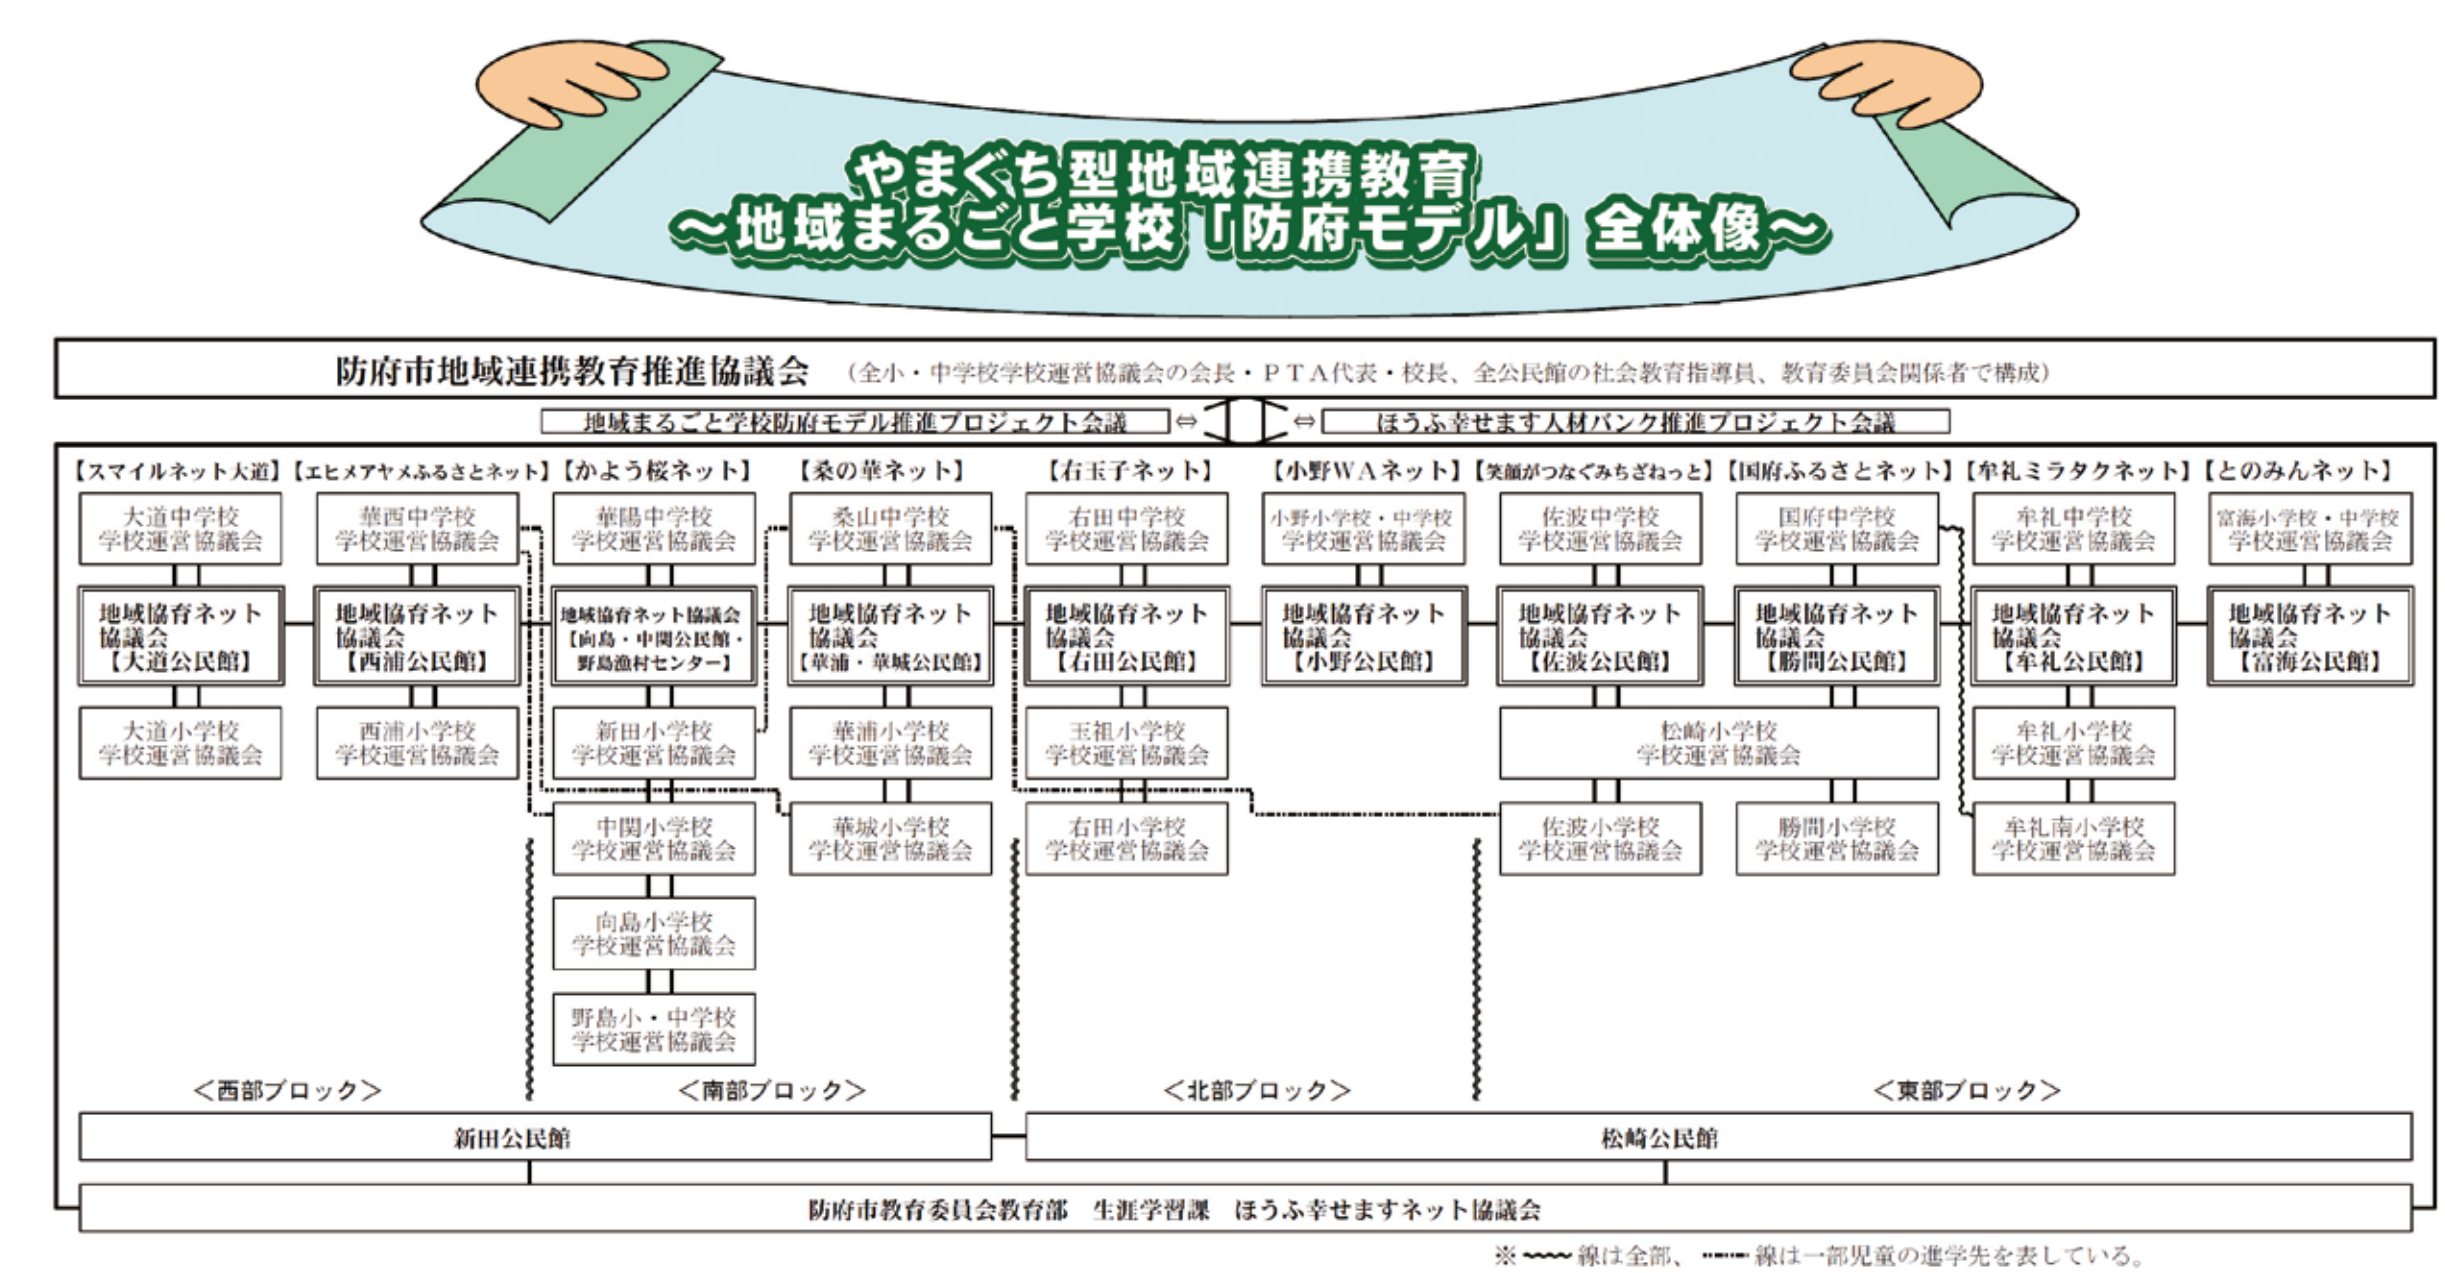 やまぐち型地域連携教育
～地域まるごと学校「防府モデル」全体像～
防府市地域連携教育推進協議会 （全小・中学校学校運営協議会の会長・ＰＴＡ代表・校長、全公民館の社会教育指導員、教育委員会関係者で構成）
地域まるごと学校防府モデル推進プロジェクト会議 ⇔ ⇔ ほうふ幸せます人材バンク推進プロジェクト会議
【スマイルネット大道】
大道中学校
学校運営協議会
地域協育ネット
協議会
【大道公民館】
大道小学校
学校運営協議会
【エヒメアヤメふるさとネット】
華西中学校
学校運営協議会
地域協育ネット
協議会
【西浦公民館】
西浦小学校
学校運営協議会
【かよう桜ネット】
華陽中学校
学校運営協議会
地域協育ネット協議会
【向島・中関公民館・
野島漁村センター】
新田小学校
学校運営協議会
中関小学校
学校運営協議会
向島小学校
学校運営協議会
野島小・中学校
学校運営協議会
【桑の華ネット】
桑山中学校
学校運営協議会
地域協育ネット
協議会
【華浦・華城公民館】
華浦小学校
学校運営協議会
華城小学校
学校運営協議会
【右玉子ネット】
右田中学校
学校運営協議会
地域協育ネット
協議会
【右田公民館】
玉祖小学校
学校運営協議会
右田小学校
学校運営協議会
【小野ＷＡネット】
小野小学校・中学校
学校運営協議会
地域協育ネット
協議会
【小野公民館】
【笑顔がつなぐみちざねっと】
佐波中学校
学校運営協議会
地域協育ネット
協議会
【佐波公民館】
松崎小学校
学校運営協議会
佐波小学校
学校運営協議会
【国府ふるさとネット】
国府中学校
学校運営協議会
地域協育ネット
協議会
【勝間公民館】
勝間小学校
学校運営協議会
【牟礼ミラタクネット】
牟礼中学校
学校運営協議会
地域協育ネット
協議会
【牟礼公民館】
牟礼小学校
学校運営協議会
牟礼南小学校
学校運営協議会
【とのみんネット】
富海小学校・中学校
学校運営協議会
地域協育ネット
協議会
【富海公民館】
＜西部ブロック＞
＜南部ブロック＞
＜北部ブロック＞
＜東部ブロック＞
新田公民館
松崎公民館
防府市教育委員会教育部 生涯学習課 ほうふ幸せますネット協議会
※ 線は全部、 線は一部児童の進学先を表している。